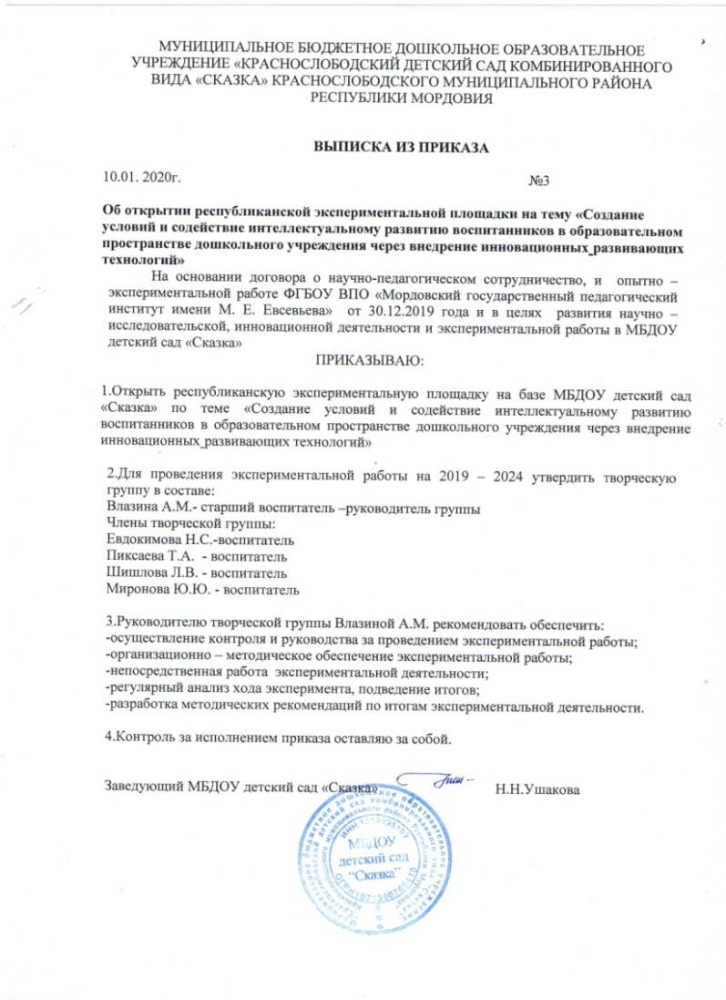 МУНИЦИПАЛЬНОЕ БЮДЖЕТНОЕ ДОШКОЛЬНОЕ ОБРАЗОВАТЕЛЬНОЕ
УЧРЕЖДЕНИЕ «КРАСНОСЛОБОДСКИЙ ДЕТСКИЙ САД КОМБИНИРОВАННОГО
ВИДА «СКАЗКА» КРАСНОСЛОБОДСКОГО МУНИЦИПАЛЬНОГО РАЙОНА
РЕСПУБЛИКИ МОРДОВИЯ
ВЫПИСКА ИЗ ПРИКАЗА
10.01. 2020г. №3
Об открытии республиканской экспериментальной площадки на тему «Создание
условий и содействие интеллектуальному развитию воспитанников в образовательном
пространстве дошкольного учреждения через внедрение инновационных_развивающих
технологий»
На основании договора о научно-педагогическом сотрудничество, и опытно –
экспериментальной работе ФГБОУ ВПО «Мордовский государственный педагогический
институт имени М. Е. Евсевьева» от 30.12.2019 года и в целях развития научно –
исследовательской, инновационной деятельности и экспериментальной работы в МБДОУ
детский сад «Сказка»
ПРИКАЗЫВАЮ:
1.Открыть республиканскую экспериментальную площадку на базе МБДОУ детский сад
«Сказка» по теме «Создание условий и содействие интеллектуальному развитию
воспитанников в образовательном пространстве дошкольного учреждения через внедрение
инновационных_развивающих технологий»
2.Для проведения экспериментальной работы на 2019 – 2024 утвердить творческую
группу в составе:
Влазина А.М.- старший воспитатель –руководитель группы
Члены творческой группы:
Евдокимова Н.С.-воспитатель
Пиксаева Т.А. - воспитатель
Шишлова Л.В. - воспитатель
Миронова Ю.Ю. - воспитатель
3.Руководителю творческой группы Влазиной А.М. рекомендовать обеспечить:
-осуществление контроля и руководства за проведением экспериментальной работы;
-организационно – методическое обеспечение экспериментальной работы;
-непосредственная работа экспериментальной деятельности;
-регулярный анализ хода эксперимента, подведение итогов;
-разработка методических рекомендаций по итогам экспериментальной деятельности.
4.Контроль за исполнением приказа оставляю за собой.
Заведующий МБДОУ детский сад «Сказка» Н.Н.Ушакова
МБДОУ
детский сад
“Сказка”